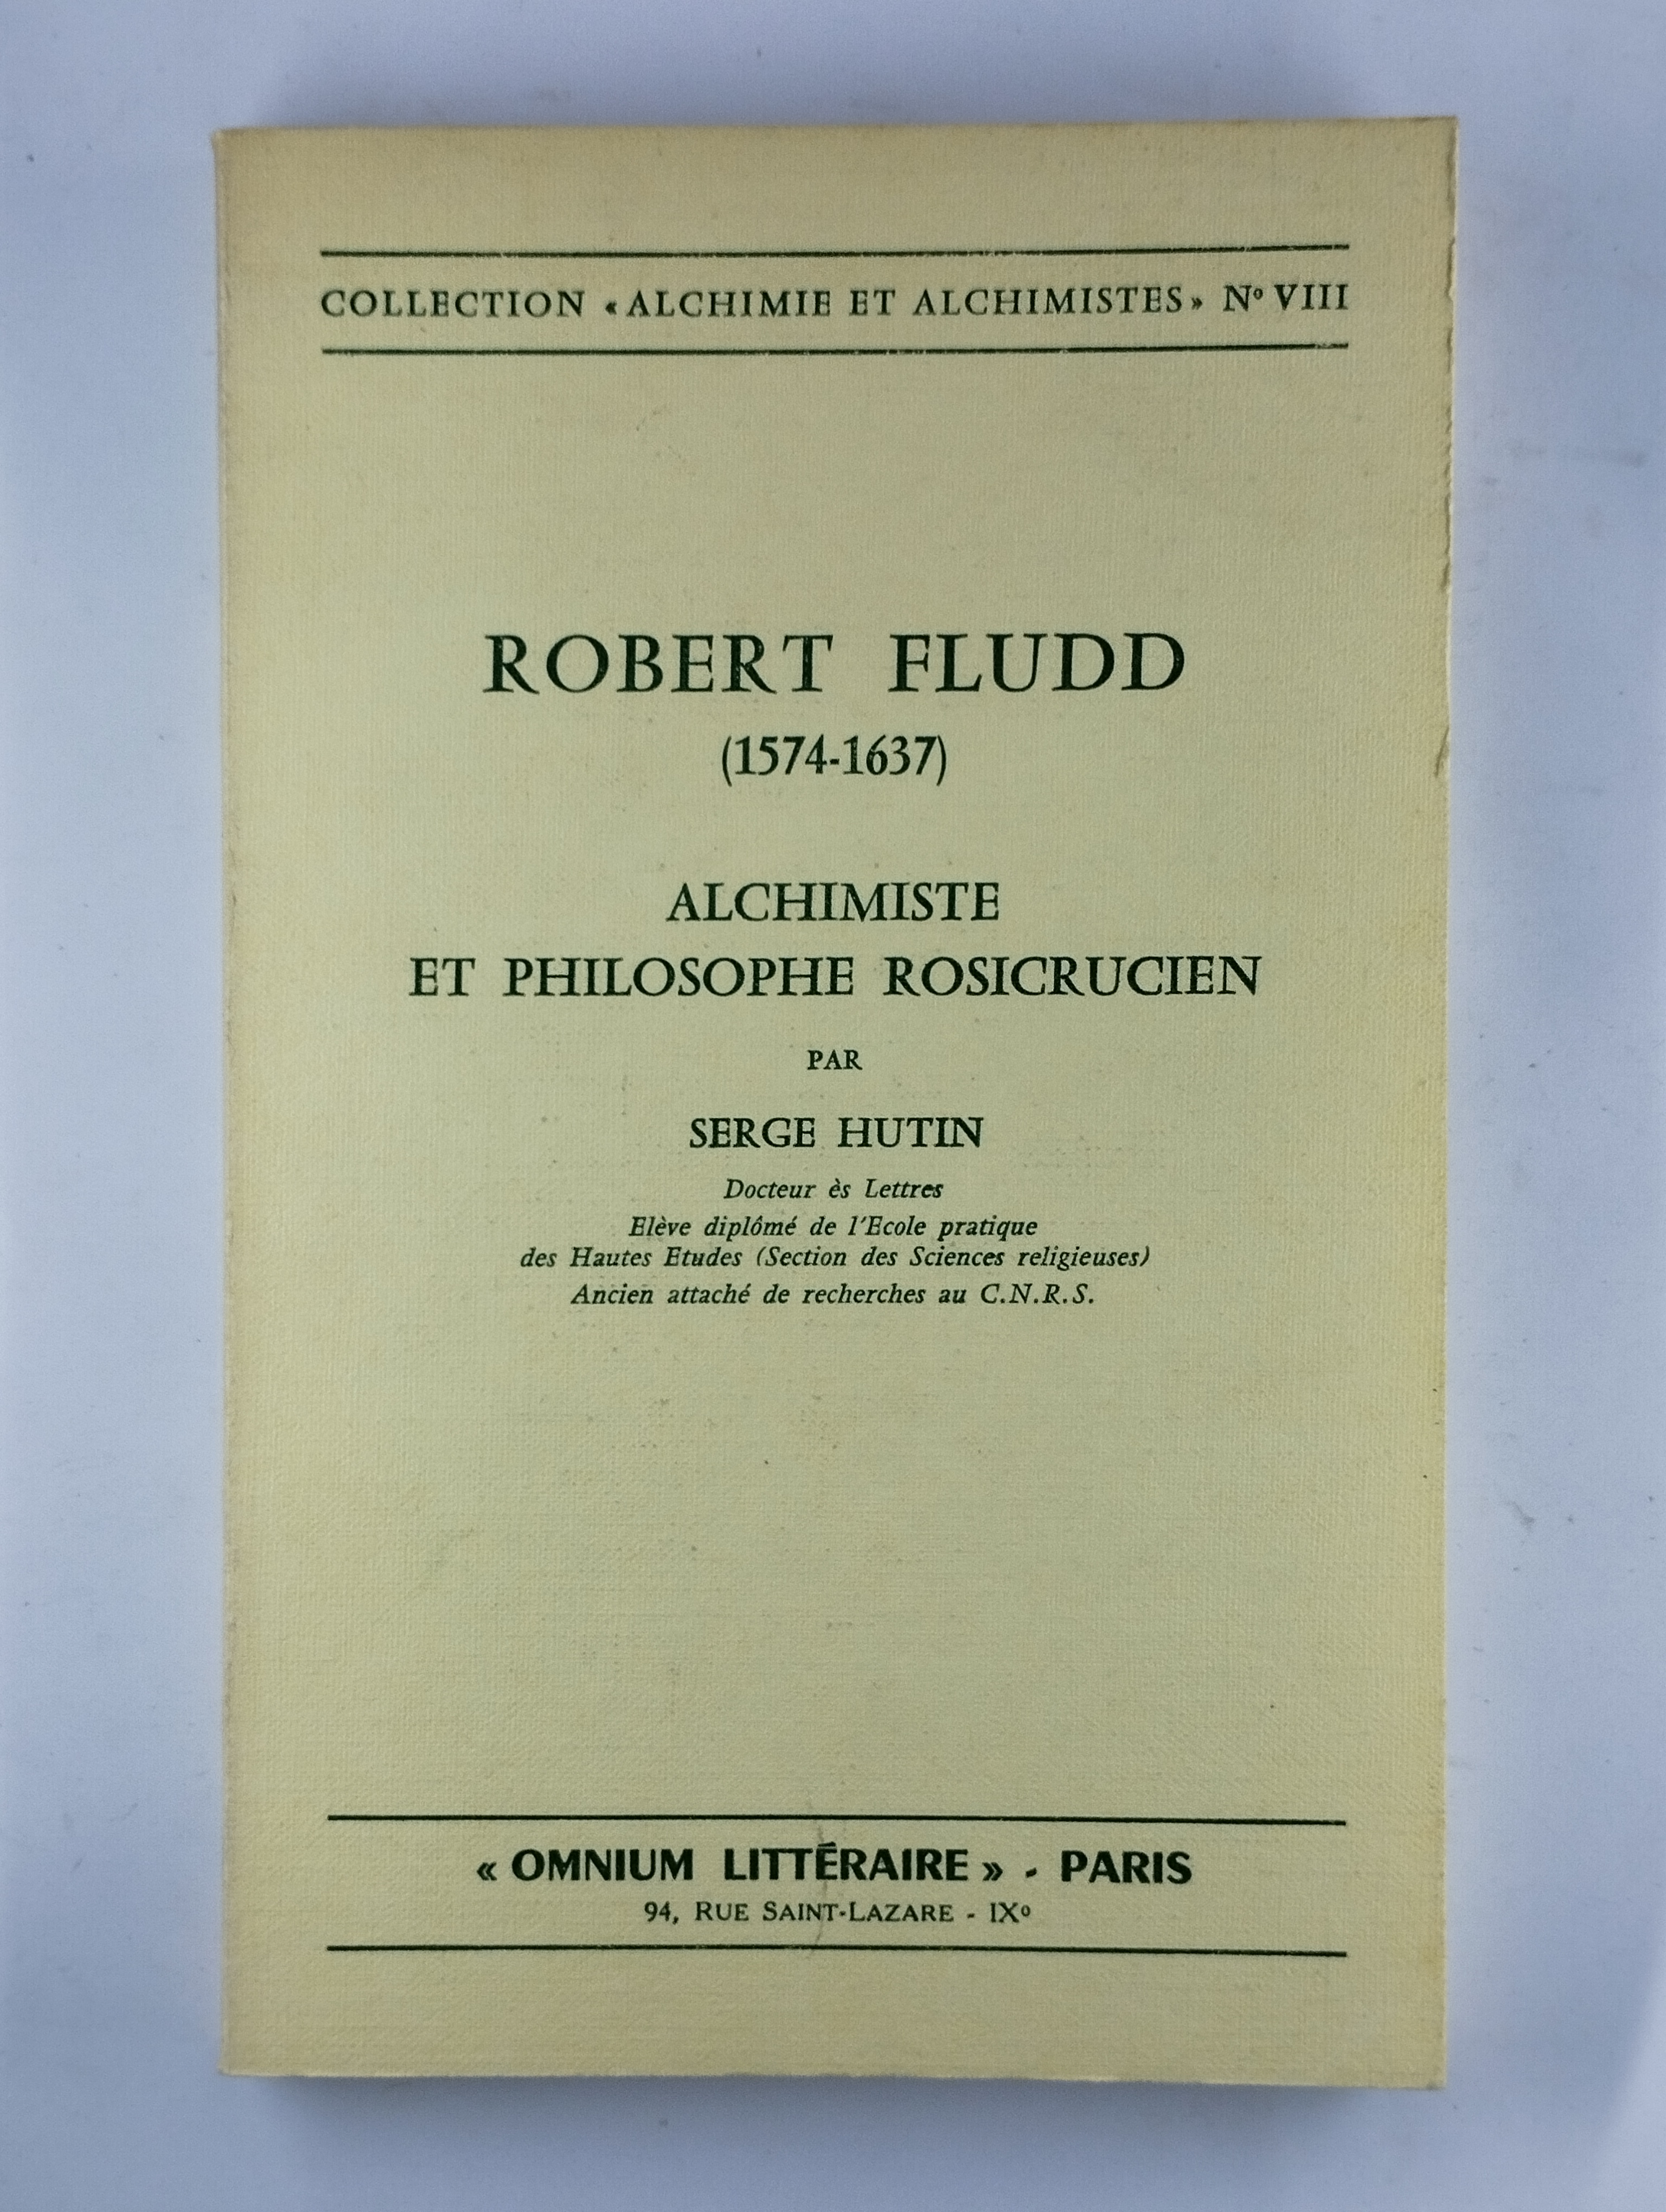 COLLECTION « ALCHIMIE ET ALCHIMISTES » Nº VIII
ROBERT FLUDD
(1574-1637)
ALCHIMISTE
ET PHILOSOPHE ROSICRUCIEN
PAR
SERGE HUTIN
Docteur ès Lettres
Elève diplômé de l'Ecole pratique
des Hautes Etudes (Section des Sciences religieuses)
Ancien attaché de recherches au C.N.R.S.
« OMNIUM LITTÉRAIRE » - PARIS
94, RUE SAINT-LAZARE - IXº